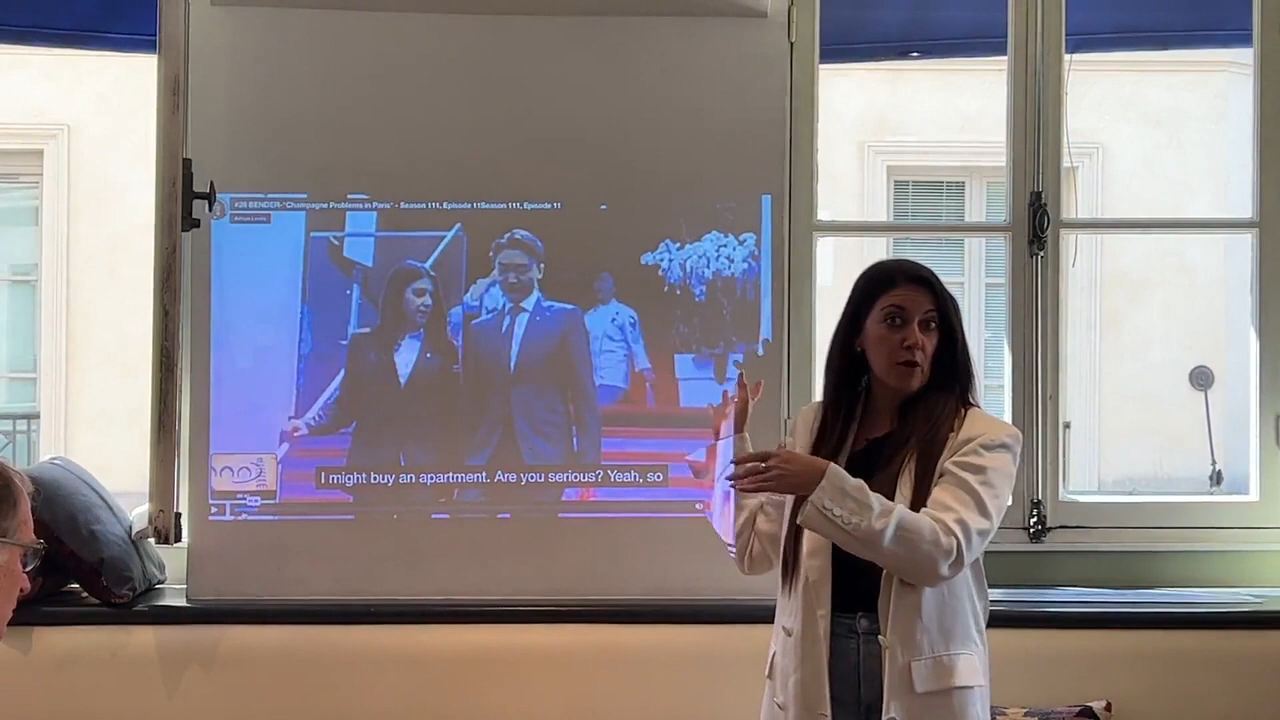 #28 BENDER-"Champagne Problems in Paris" - Season 111, Episode 11Season 111, Episode 11
I might buy an apartment. Are you serious? Yeah, so